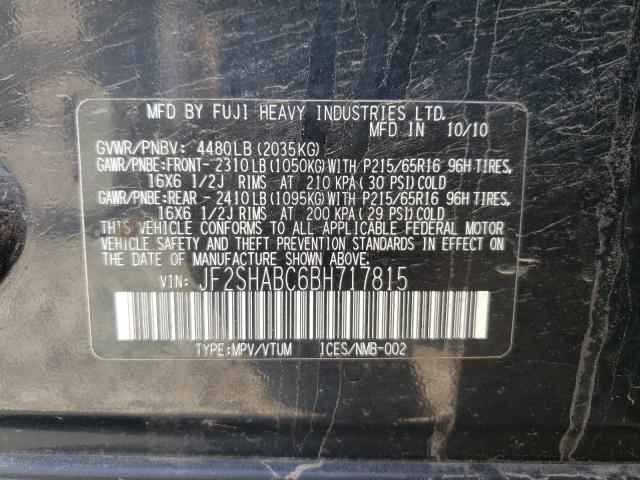 MFD BY FUJI HEAVY INDUSTRIES LTD.
MFD IN 10/10
GVWR/PNBV: 4480LB (2035KG)
GAWR/PNBE:FRONT- 2310LB (1050KG) WITH P215/65R16 96H TIRES,
16X6 1/2J RIMS AT 210 KPA (30 PSI) COLD
GAWR/PNBE:REAR - 2410LB (1095KG) WITH P215/65R16 96H TIRES,
16X6 1/2J RIMS AT 200 KPA (29 PSI) COLD
THIS VEHICLE CONFORMS TO ALL APPLICABLE FEDERAL MOTOR
VEHICLE SAFETY AND THEFT PREVENTION STANDARDS IN EFFECT
ON THE DATE OF MANUFACTURE SHOWN ABOVE.
VIN: JF2SHABC6BH717815
TYPE:MPV/VTUM ICES/NMB-002